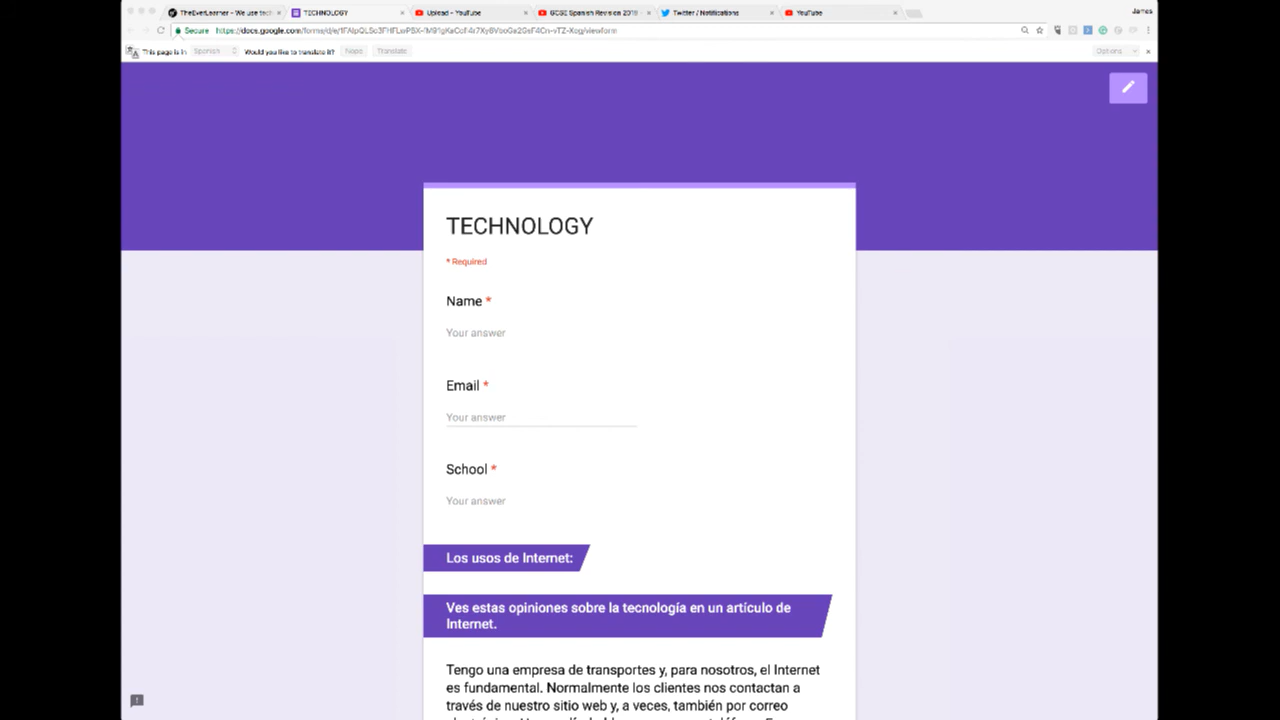 TheEverLearner - We use tech
TECHNOLOGY
Upload - YouTube
GCSE Spanish Revision 2018 -
Twitter / Notifications
YouTube
James
Secure
This page is in
Spanish
Would you like to translate it?
Nope
Translate
Options
TECHNOLOGY
* Required
Name *
Your answer
Email *
Your answer
School *
Your answer
Los usos de Internet:
Ves estas opiniones sobre la tecnología en un artículo de
Internet.
Tengo una empresa de transportes y, para nosotros, el Internet
es fundamental. Normalmente los clientes nos contactan a
través de nuestro sitio web y, a veces, también por correo